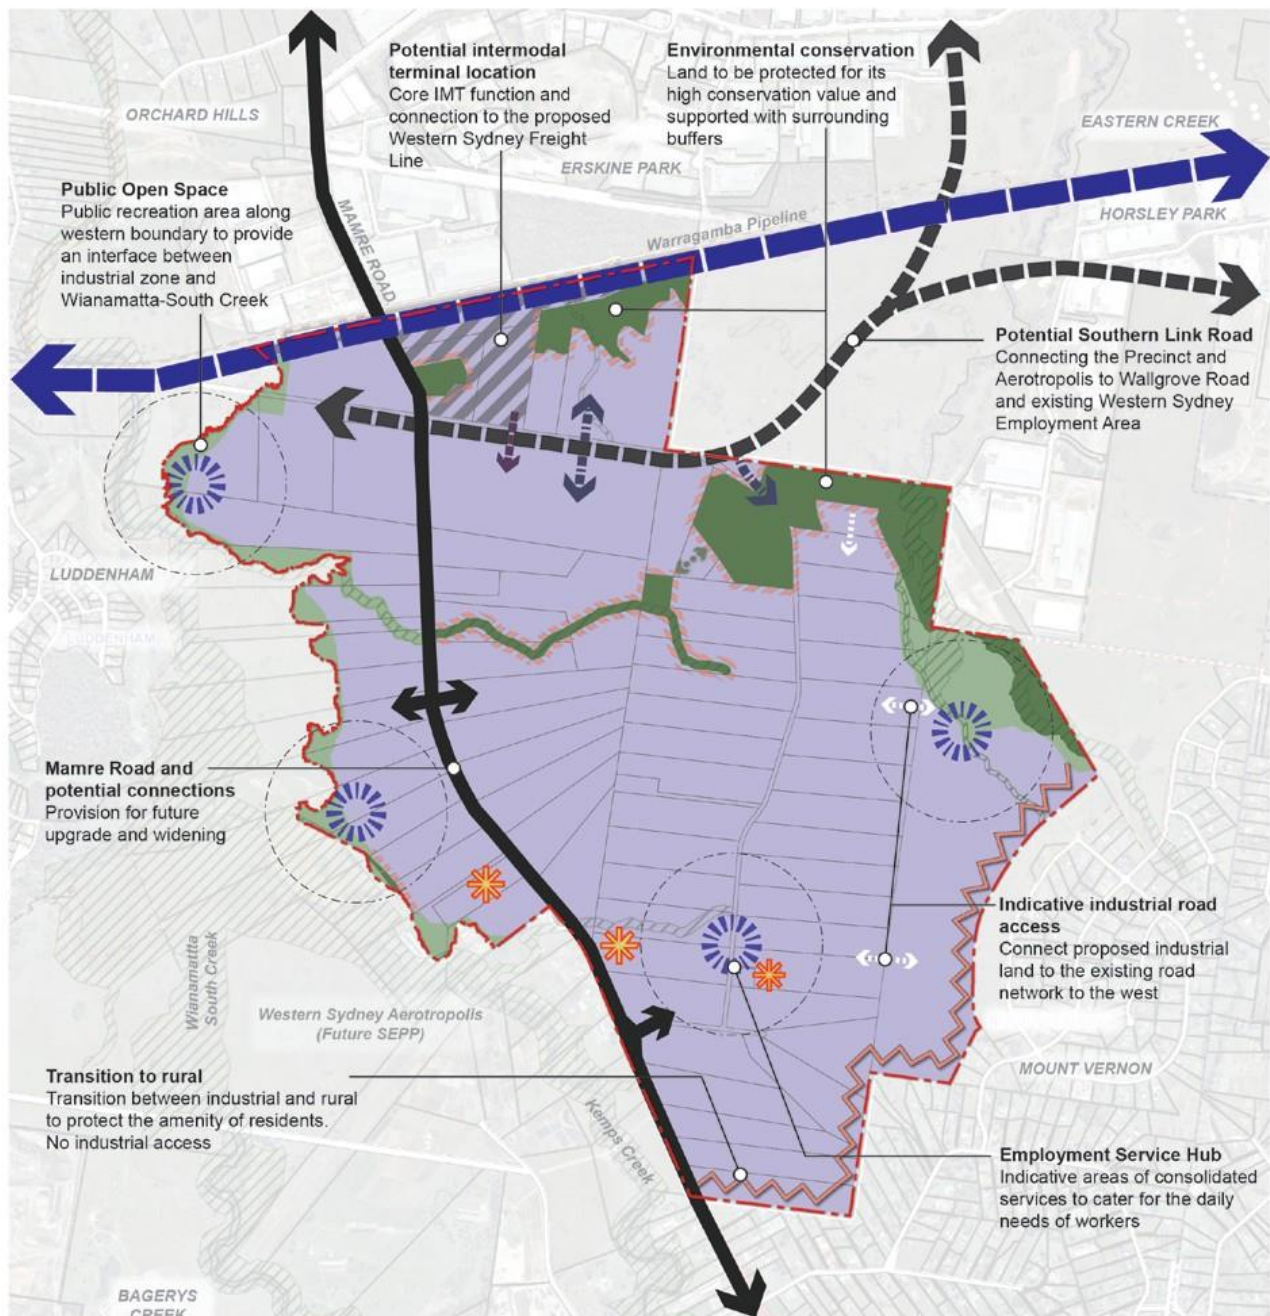 Potential intermodal
terminal location
Core IMT function and
connection to the proposed
Western Sydney Freight
Line
Environmental conservation
Land to be protected for its
high conservation value and
supported with surrounding
buffers
ORCHARD HILLS
EASTERN CREEK
ERSKINE PARK
Public Open Space
Public recreation area along
western boundary to provide
an interface between
industrial zone and
Wianamatta-South Creek
MAMRE ROAD
HORSLEY PARK
Warragamba Pipeline
Potential Southern Link Road
Connecting the Precinct and
Aerotropolis to Wallgrove Road
and existing Western Sydney
Employment Area
LUDDENHAM
LUDDENHAM
Mamre Road and
potential connections
Provision for future
upgrade and widening
Indicative industrial road
access
Connect proposed industrial
land to the existing road
network to the west
Wianamattta
South Creek
Western Sydney Aerotropolis
(Future SEPP)
MOUNT VERNON
Transition to rural
Transition between industrial and rural
to protect the amenity of residents.
No industrial access
Kemps Creek
Employment Service Hub
Indicative areas of consolidated
services to cater for the daily
needs of workers
BAGERYS
CREEK